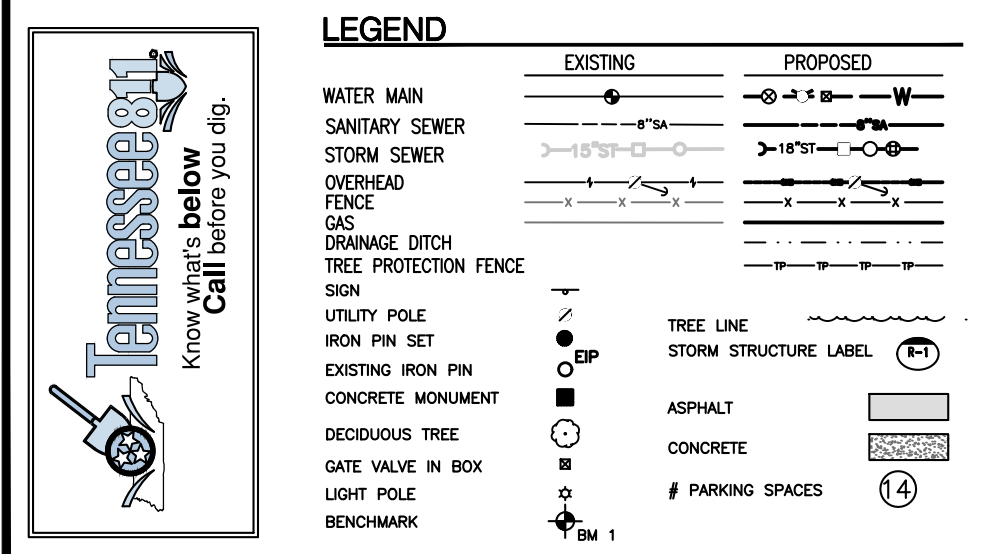 Tennessee811
Know what's below
Call before you dig.
LEGEND
EXISTING PROPOSED
WATER MAIN W
SANITARY SEWER 8"SA 8"SA
STORM SEWER 15"ST 18"ST
OVERHEAD
FENCE X X X X X X
GAS
DRAINAGE DITCH
TREE PROTECTION FENCE TP TP TP TP
SIGN
UTILITY POLE
IRON PIN SET
EXISTING IRON PIN EIP
CONCRETE MONUMENT
DECIDUOUS TREE
GATE VALVE IN BOX
LIGHT POLE
BENCHMARK BM 1
TREE LINE
STORM STRUCTURE LABEL R-1
ASPHALT
CONCRETE
# PARKING SPACES 14